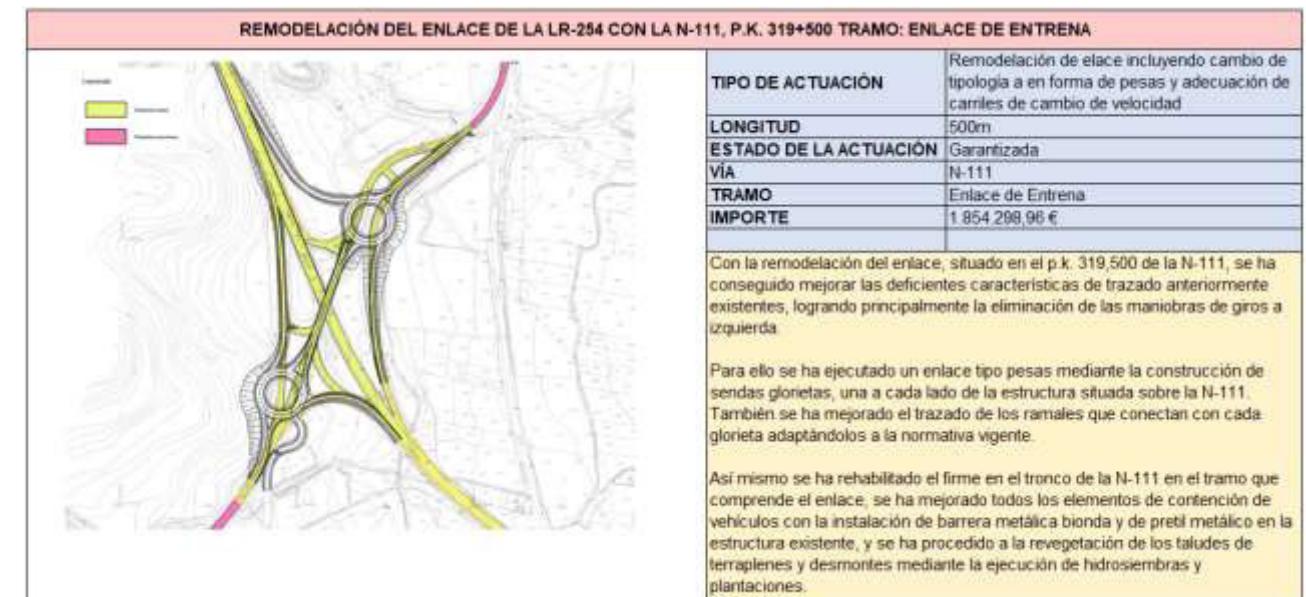 REMODELACIÓN DEL ENLACE DE LA LR-254 CON LA N-111, P.K. 319+500 TRAMO: ENLACE DE ENTRENA
TIPO DE ACTUACIÓN
Remodelación de elace incluyendo cambio de
tipología a en forma de pesas y adecuación de
carriles de cambio de velocidad
LONGITUD 500m
ESTADO DE LA ACTUACIÓN Garantizada
VÍA N-111
TRAMO Enlace de Entrena
IMPORTE 1.854.298,96 €
Con la remodelación del enlace, situado en el p.k. 319,500 de la N-111, se ha
conseguido mejorar las deficientes características de trazado anteriormente
existentes, logrando principalmente la eliminación de las maniobras de giros a
izquierda.
Para ello se ha ejecutado un enlace tipo pesas mediante la construcción de
sendas glorietas, una a cada lado de la estructura situada sobre la N-111.
También se ha mejorado el trazado de los ramales que conectan con cada
glorieta adaptándolos a la normativa vigente.
Así mismo se ha rehabilitado el firme en el tronco de la N-111 en el tramo que
comprende el enlace, se ha mejorado todos los elementos de contención de
vehículos con la instalación de barrera metálica bionda y de pretil metálico en la
estructura existente, y se ha procedido a la revegetación de los taludes de
terraplenes y desmontes mediante la ejecución de hidrosiembras y
plantaciones.